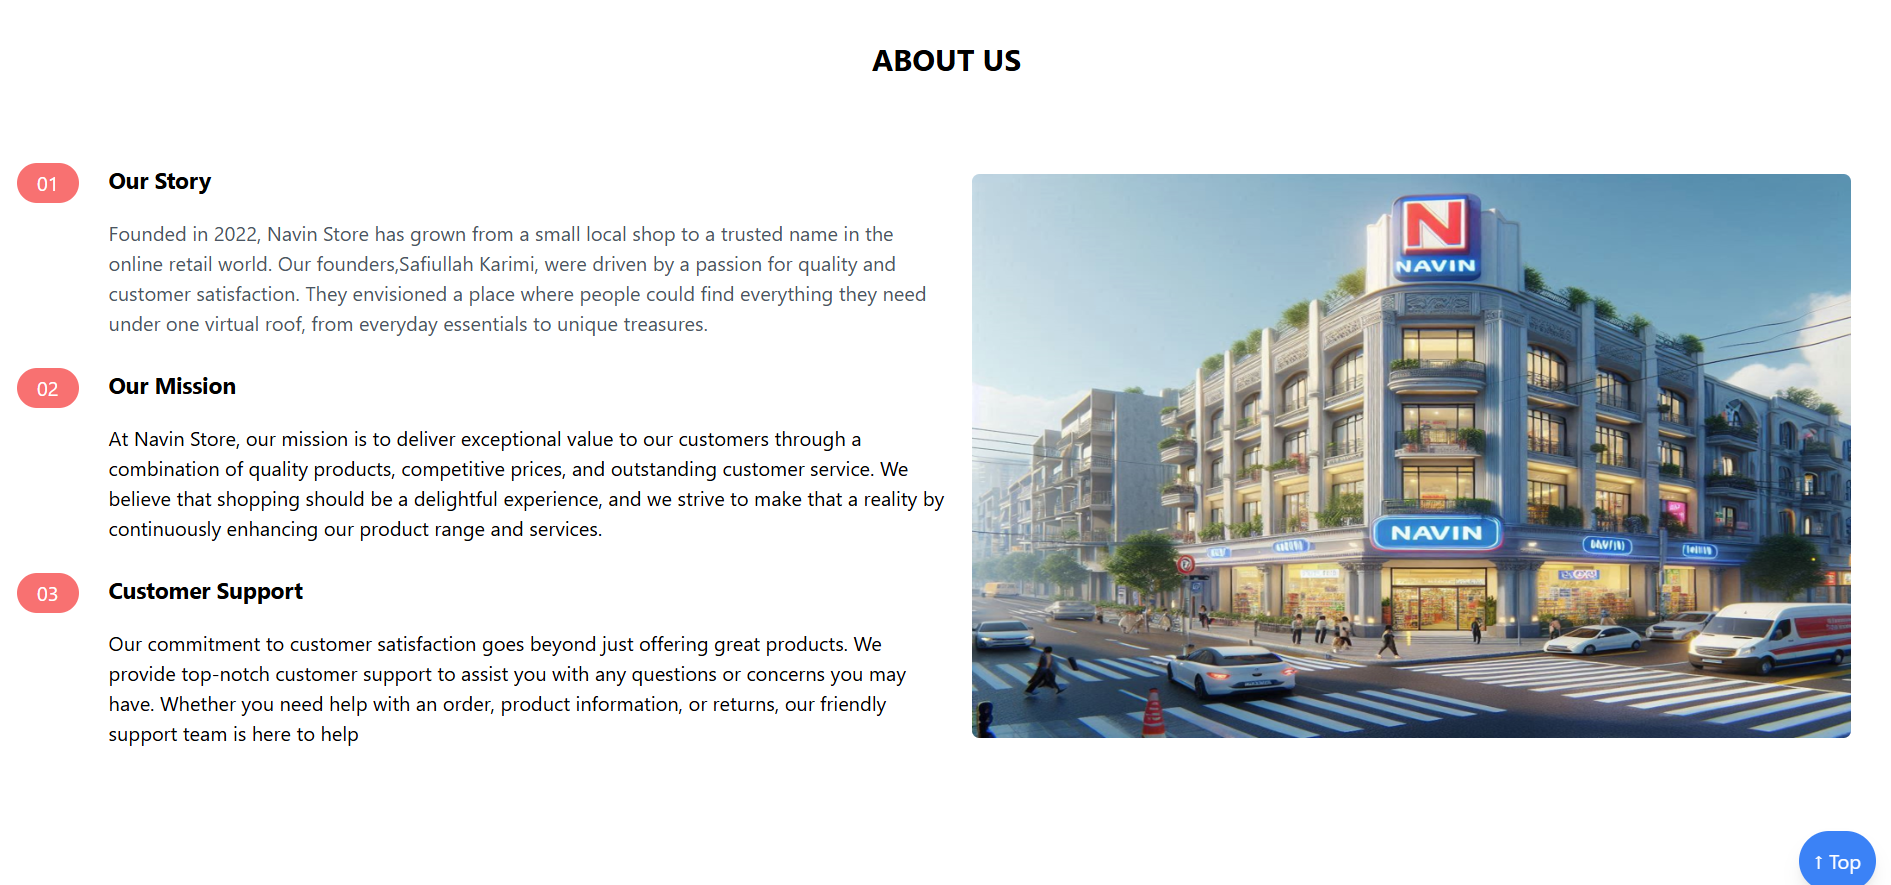 ABOUT US
01
Our Story
Founded in 2022, Navin Store has grown from a small local shop to a trusted name in the
online retail world. Our founders,Safiullah Karimi, were driven by a passion for quality and
customer satisfaction. They envisioned a place where people could find everything they need
under one virtual roof, from everyday essentials to unique treasures.
02
Our Mission
At Navin Store, our mission is to deliver exceptional value to our customers through a
combination of quality products, competitive prices, and outstanding customer service. We
believe that shopping should be a delightful experience, and we strive to make that a reality by
continuously enhancing our product range and services.
03
Customer Support
Our commitment to customer satisfaction goes beyond just offering great products. We
provide top-notch customer support to assist you with any questions or concerns you may
have. Whether you need help with an order, product information, or returns, our friendly
support team is here to help
N
NAVIN
NAVIN
↑ Top